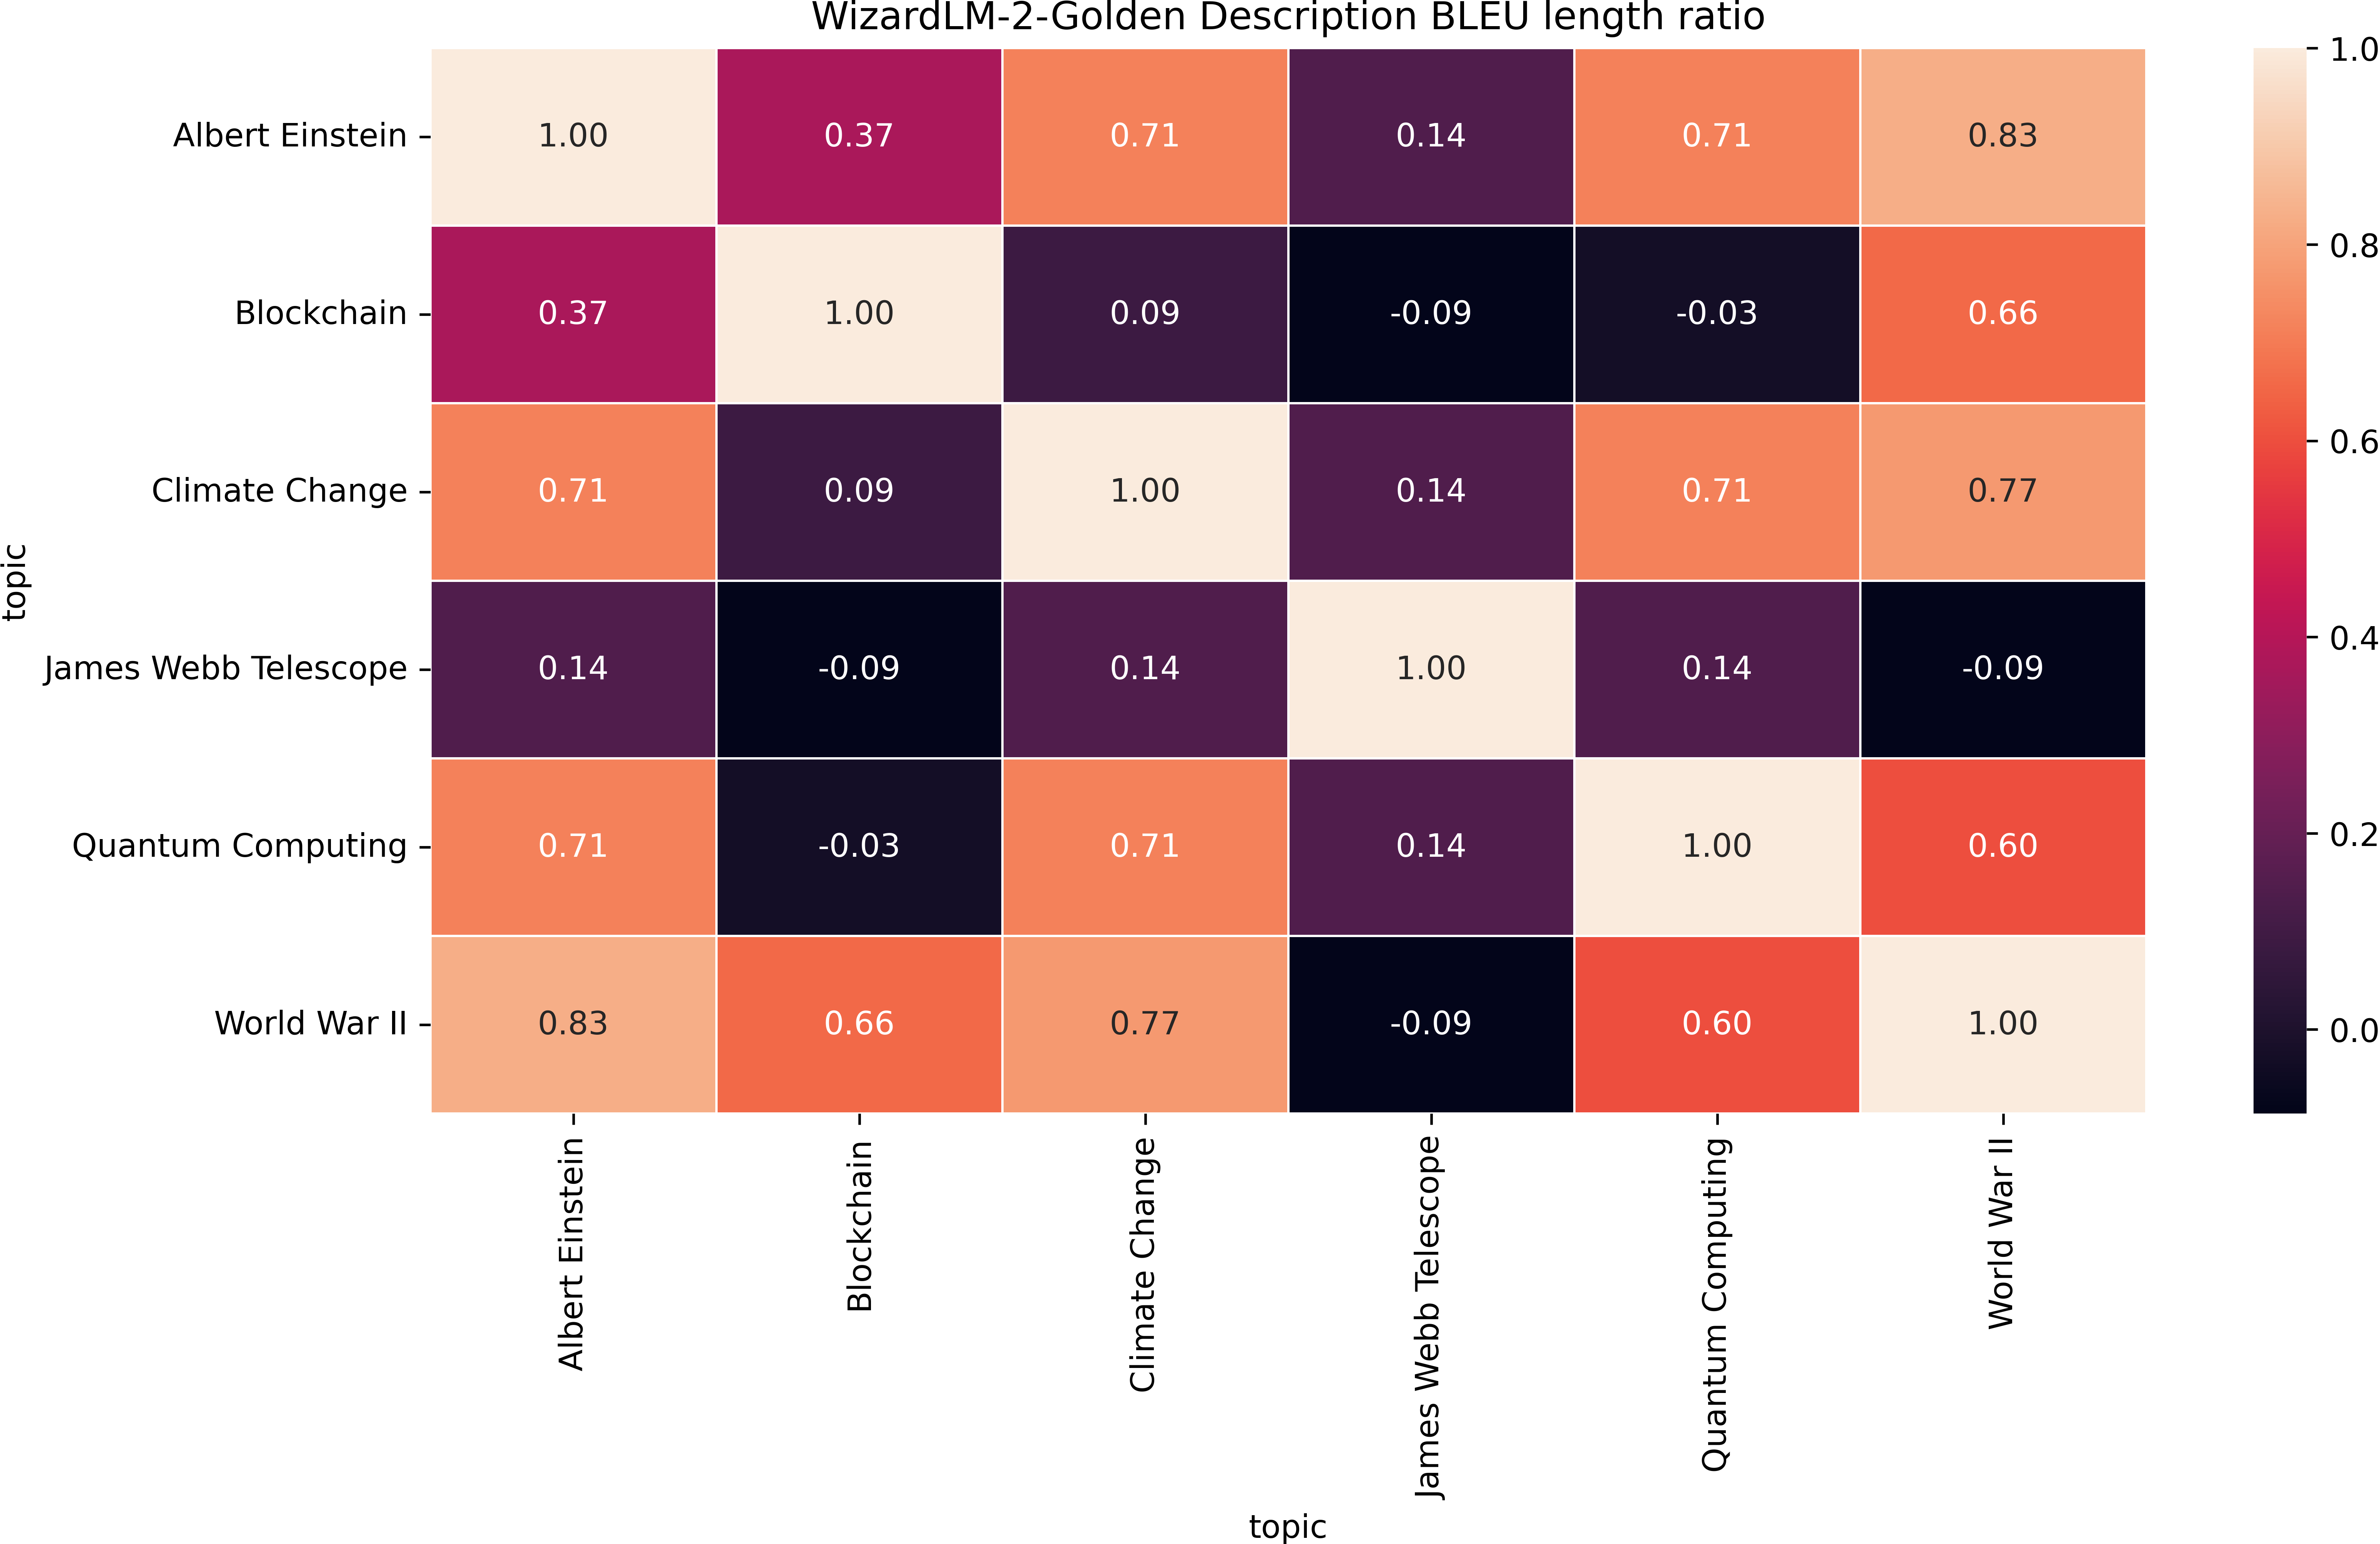 WizardLM-2-Golden Description BLEU length ratio
topic
Albert Einstein 1.00 0.37 0.71 0.14 0.71 0.83
Blockchain 0.37 1.00 0.09 -0.09 -0.03 0.66
Climate Change 0.71 0.09 1.00 0.14 0.71 0.77
James Webb Telescope 0.14 -0.09 0.14 1.00 0.14 -0.09
Quantum Computing 0.71 -0.03 0.71 0.14 1.00 0.60
World War II 0.83 0.66 0.77 -0.09 0.60 1.00
Albert Einstein
Blockchain
Climate Change
James Webb Telescope
Quantum Computing
World War II
topic
1.0
0.8
0.6
0.4
0.2
0.0